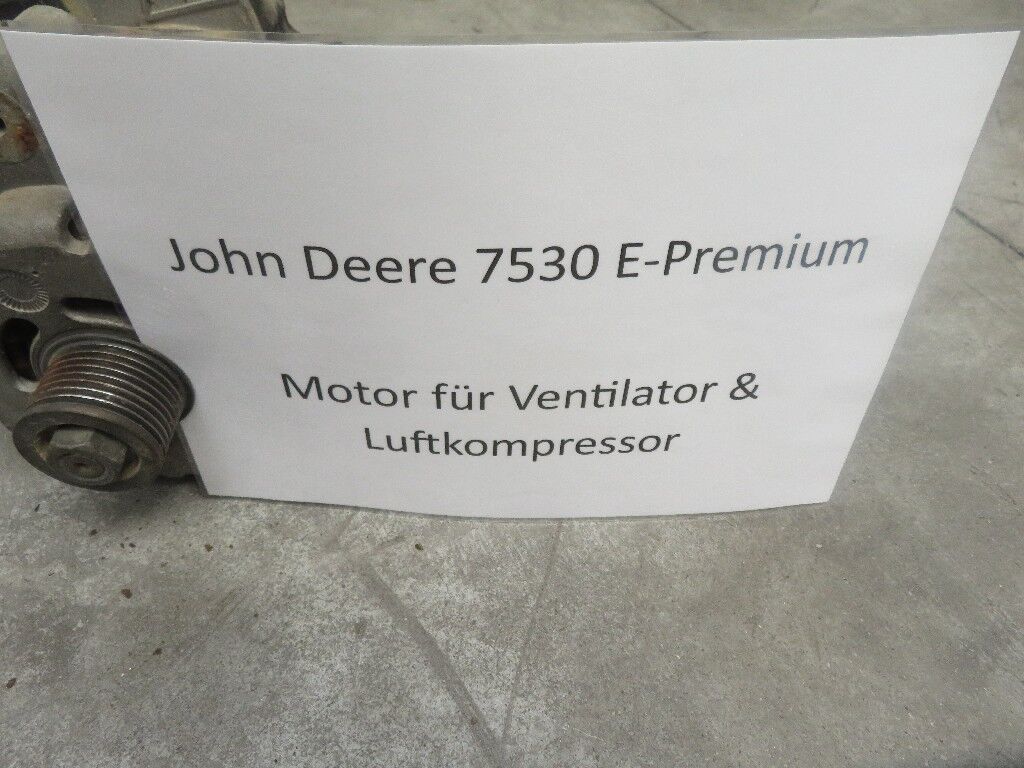 John Deere 7530 E-Premium
Motor für Ventilator &
Luftkompressor